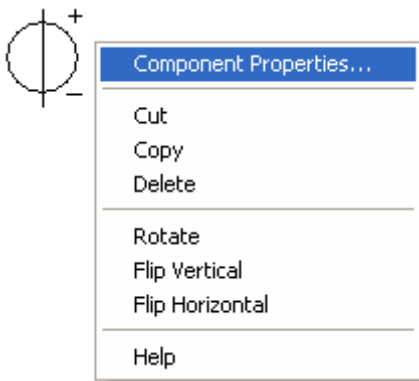 +
−
Component Properties...
Cut
Copy
Delete
Rotate
Flip Vertical
Flip Horizontal
Help